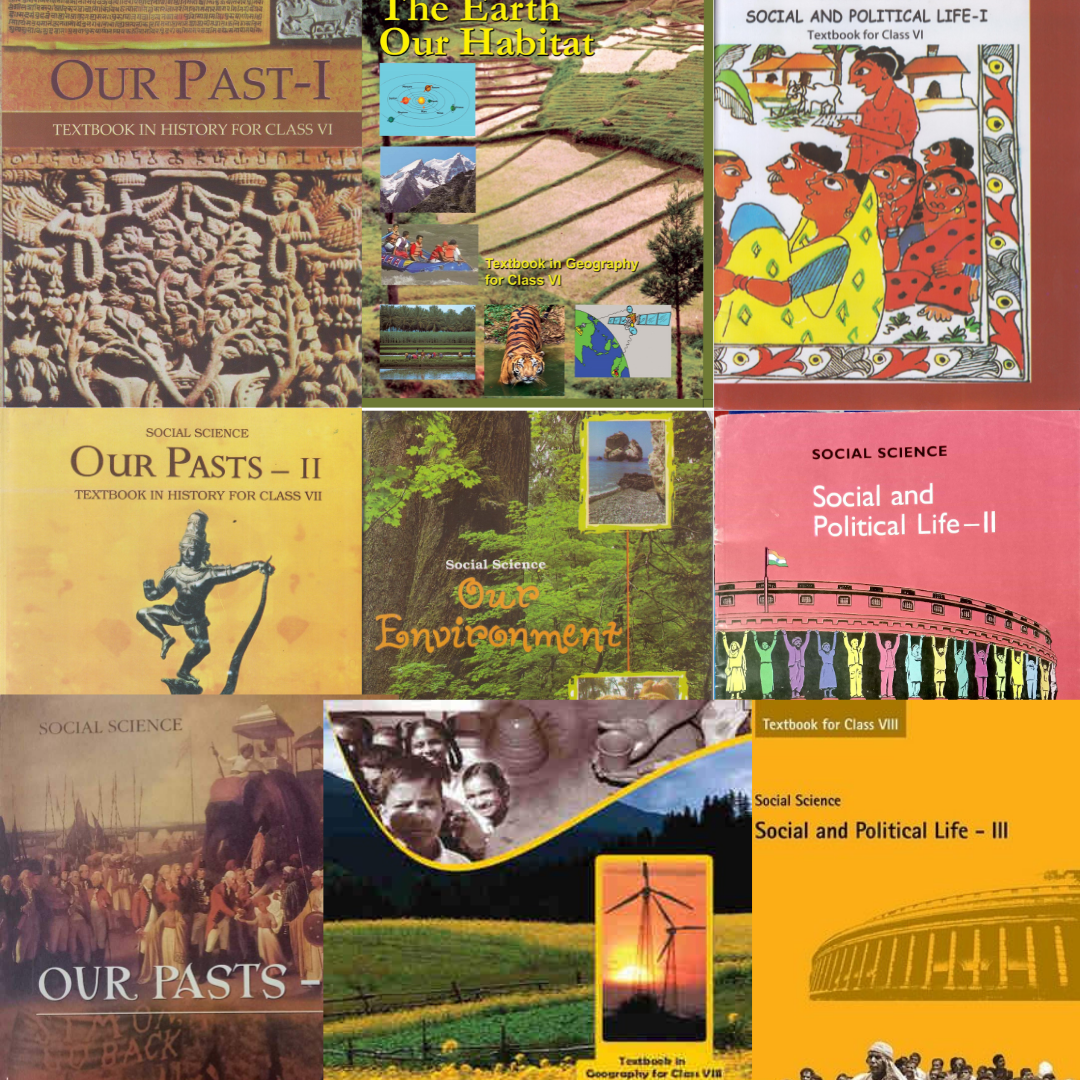 OUR PAST-I
TEXTBOOK IN HISTORY FOR CLASS VI
The Earth
Our Habitat
Textbook in Geography
for Class VI
SOCIAL AND POLITICAL LIFE-I
Textbook for Class VI
SOCIAL SCIENCE
OUR PASTS – II
TEXTBOOK IN HISTORY FOR CLASS VII
Social Science
Our
Environment
SOCIAL SCIENCE
Social and
Political Life–II
SOCIAL SCIENCE
OUR PASTS –
SIMON
GO BACK
Textbook in
Geography for Class VIII
Textbook for Class VIII
Social Science
Social and Political Life – III